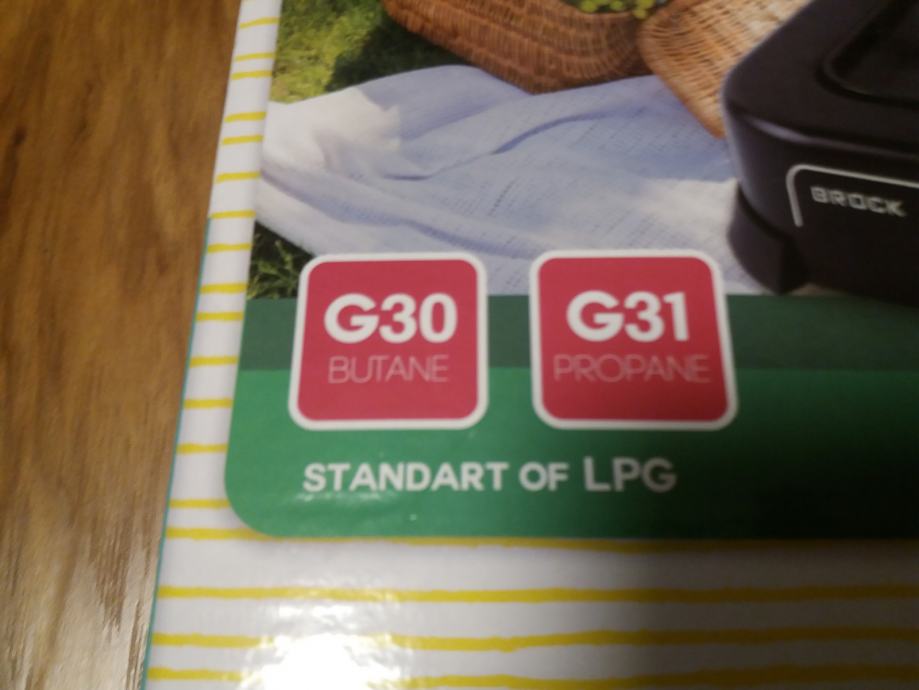 BROCK
G30
BUTANE
G31
PROPANE
STANDART OF LPG